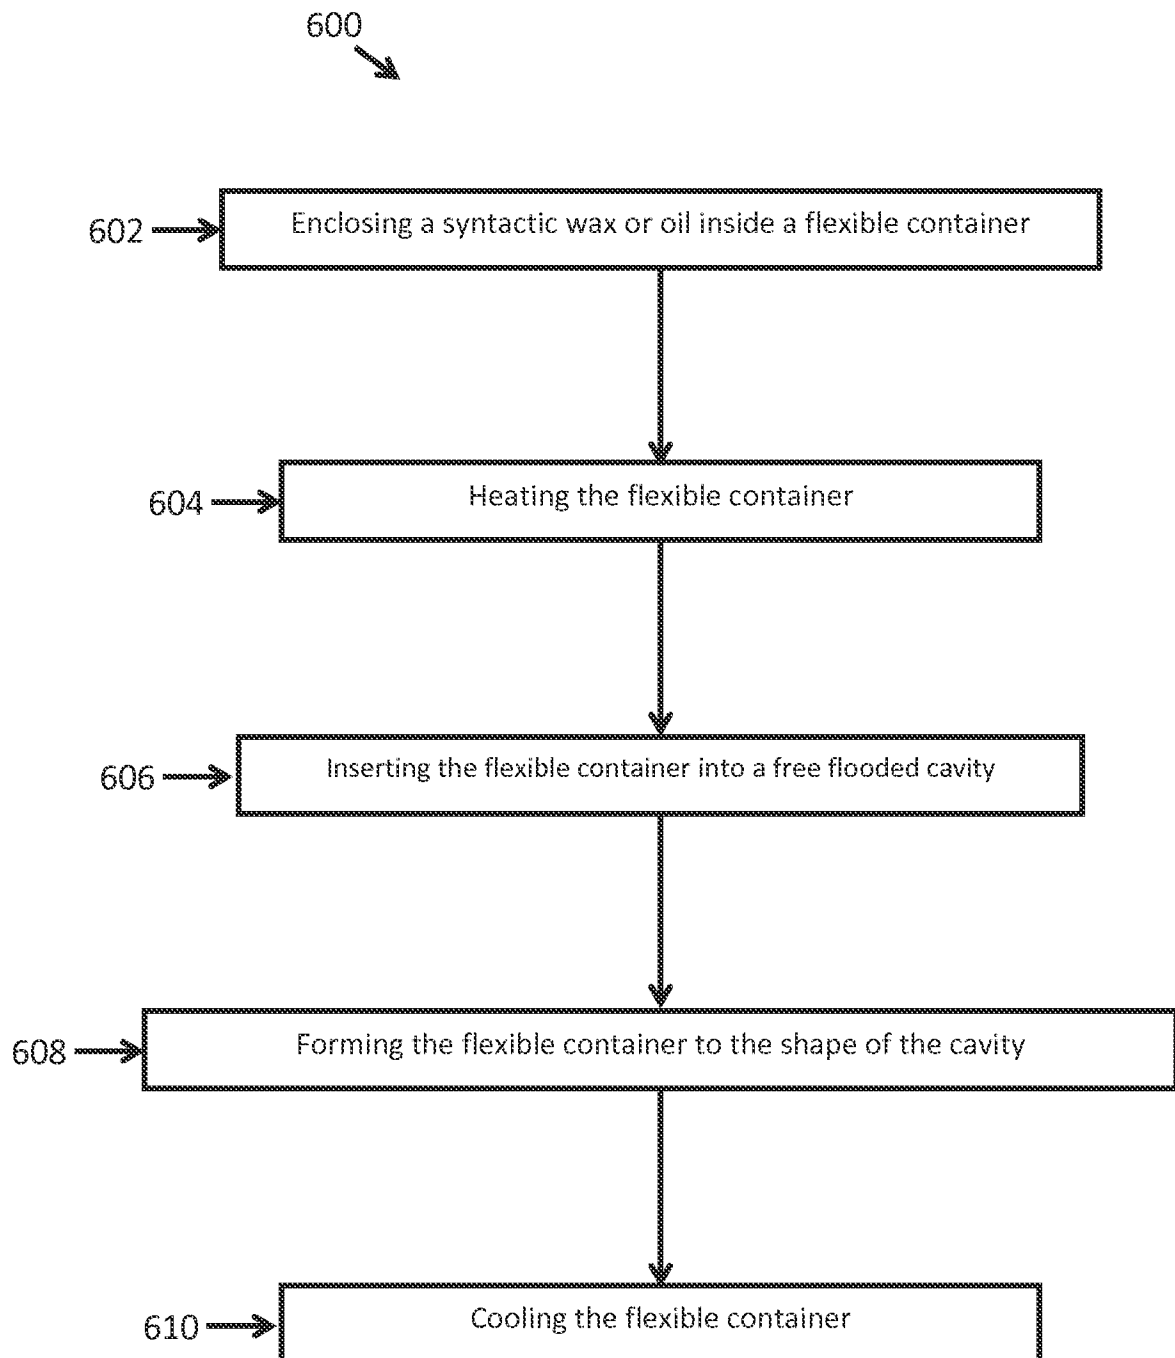 600
602
Enclosing a syntactic wax or oil inside a flexible container
604
Heating the flexible container
606
Inserting the flexible container into a free flooded cavity
608
Forming the flexible container to the shape of the cavity
610
Cooling the flexible container